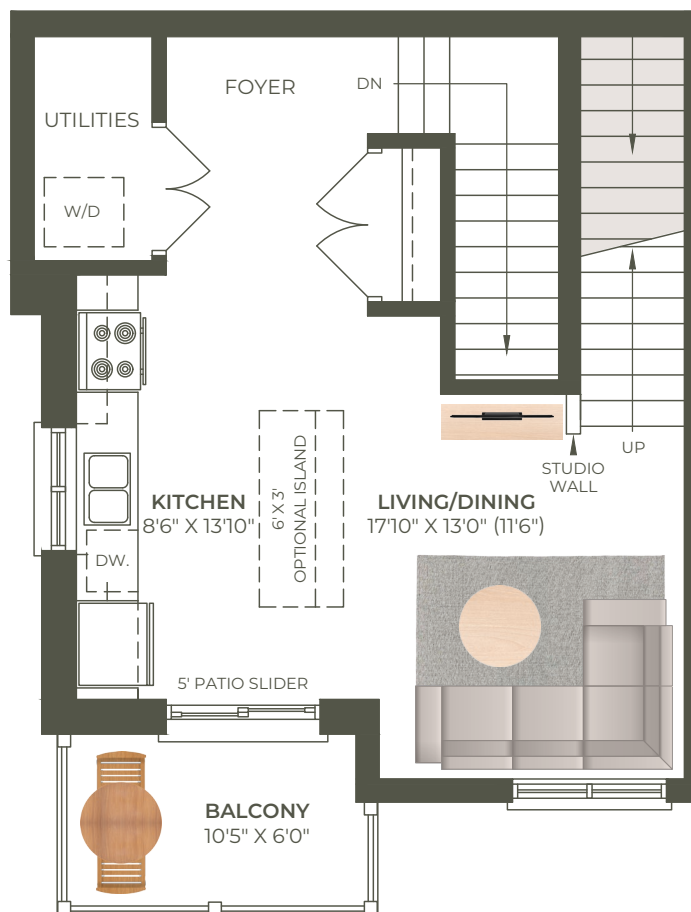 FOYER
DN
UTILITIES
W/D
UP
STUDIO
WALL
KITCHEN
8'6" X 13'10"
6' X 3'
OPTIONAL ISLAND
LIVING/DINING
17'10" X 13'0" (11'6")
DW.
5' PATIO SLIDER
BALCONY
10'5" X 6'0"